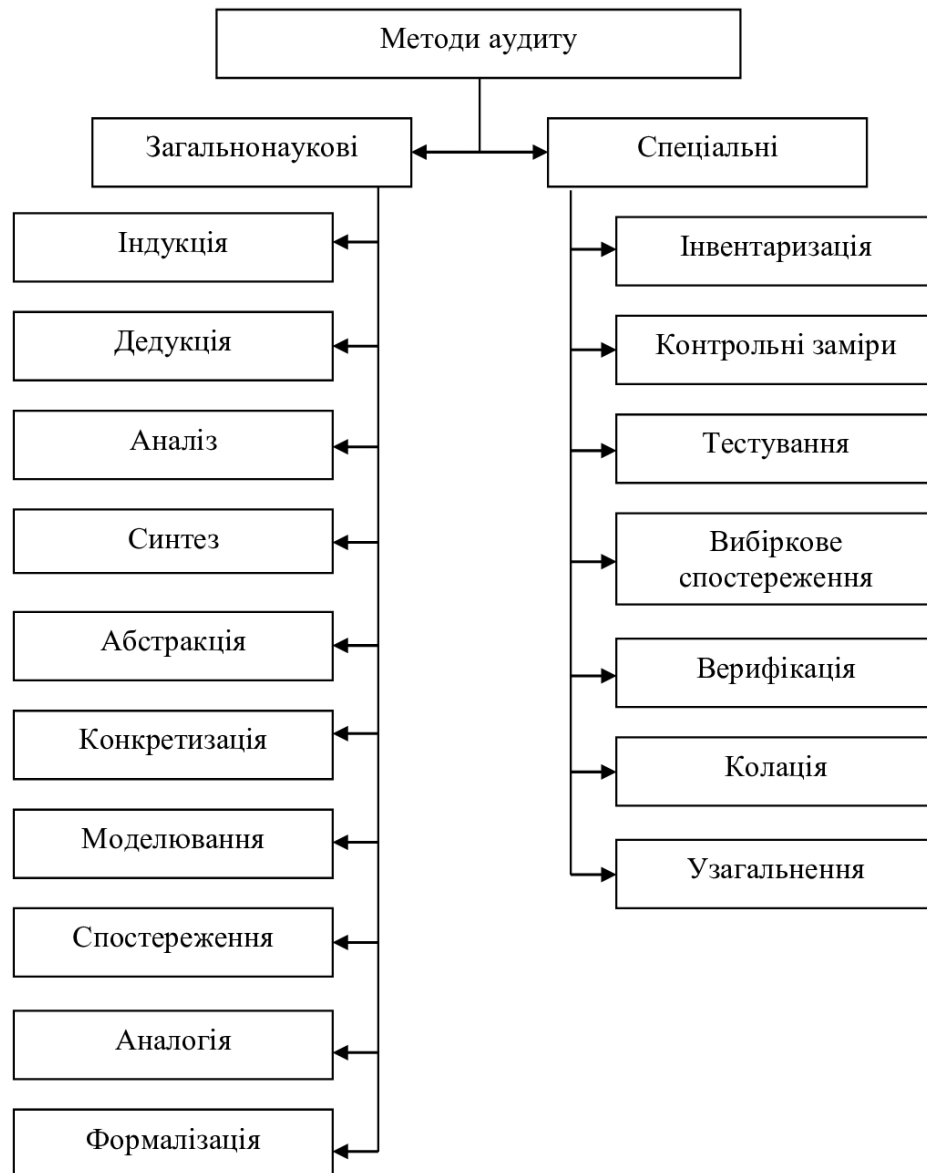 Методи аудиту
Загальнонаукові
Спеціальні
Індукція
Дедукція
Аналіз
Синтез
Абстракція
Конкретизація
Моделювання
Спостереження
Аналогія
Формалізація
Інвентаризація
Контрольні заміри
Тестування
Вибіркове
спостереження
Верифікація
Колація
Узагальнення